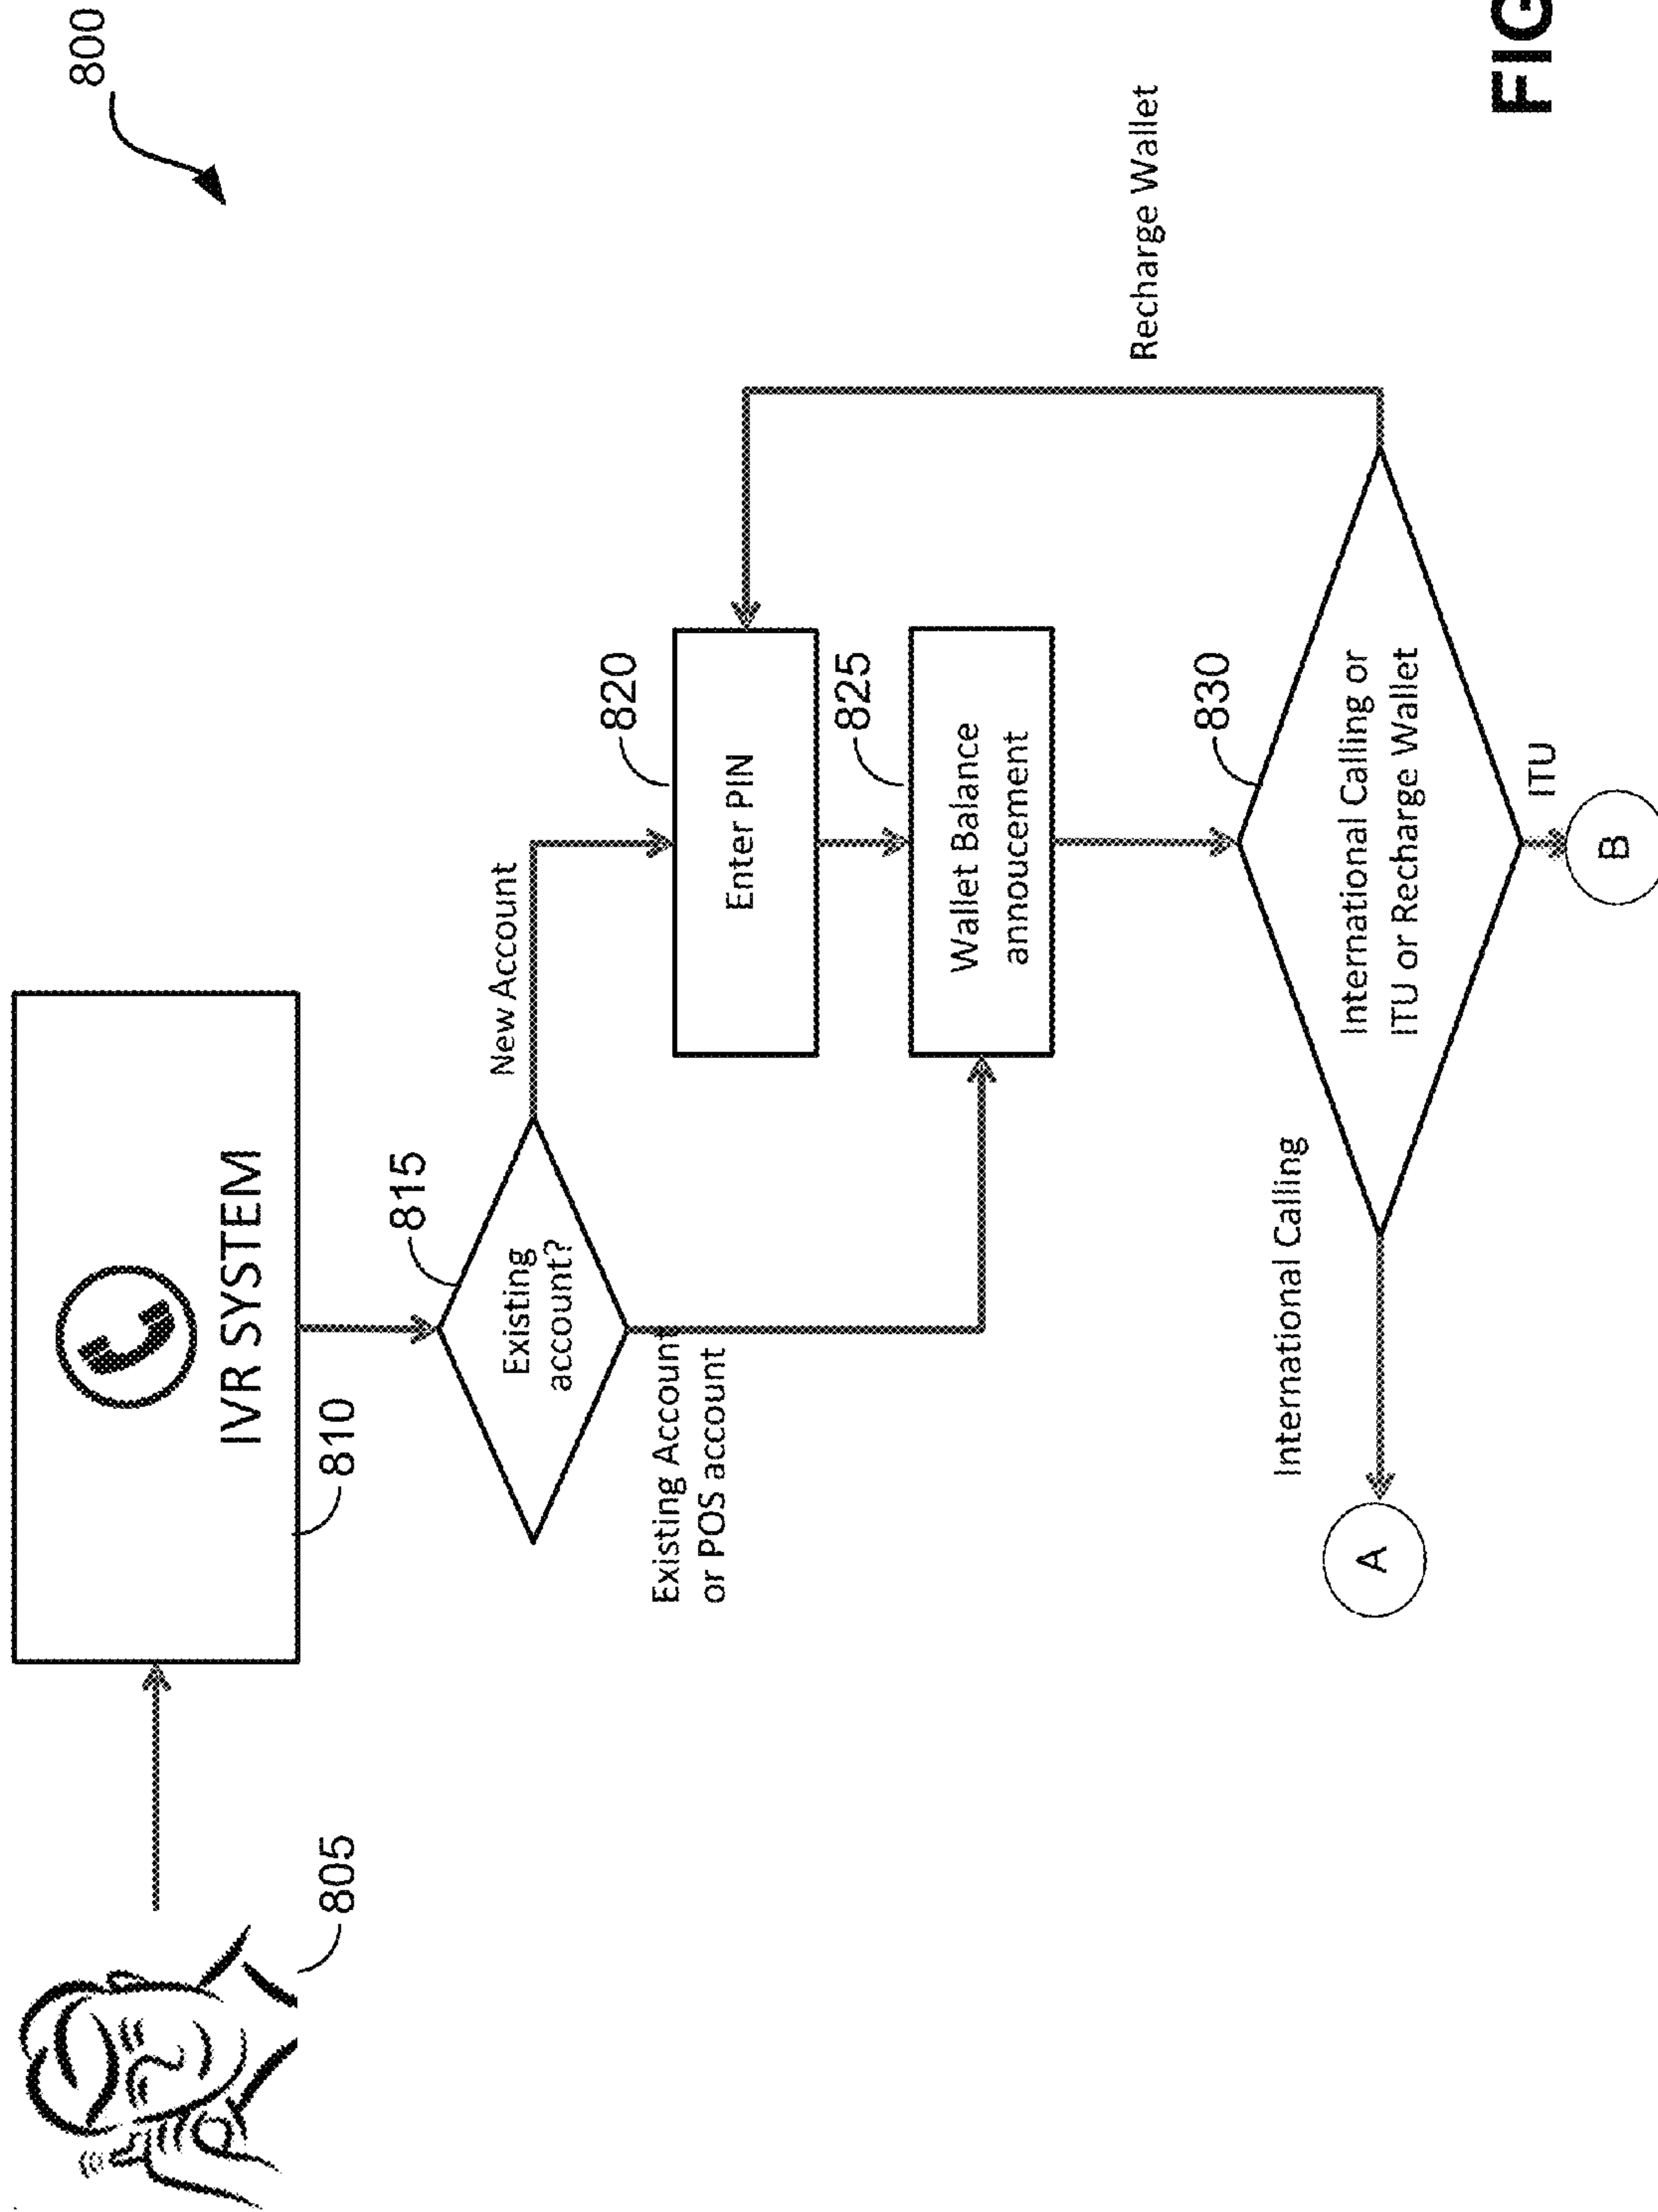 800
805
IVR SYSTEM
810
815
Existing
account?
New Account
Existing Account
or POS account
820
Enter PIN
825
Wallet Balance
annoucement
830
International Calling or
ITU or Recharge Wallet
Recharge Wallet
International Calling
A
ITU
B
FIG